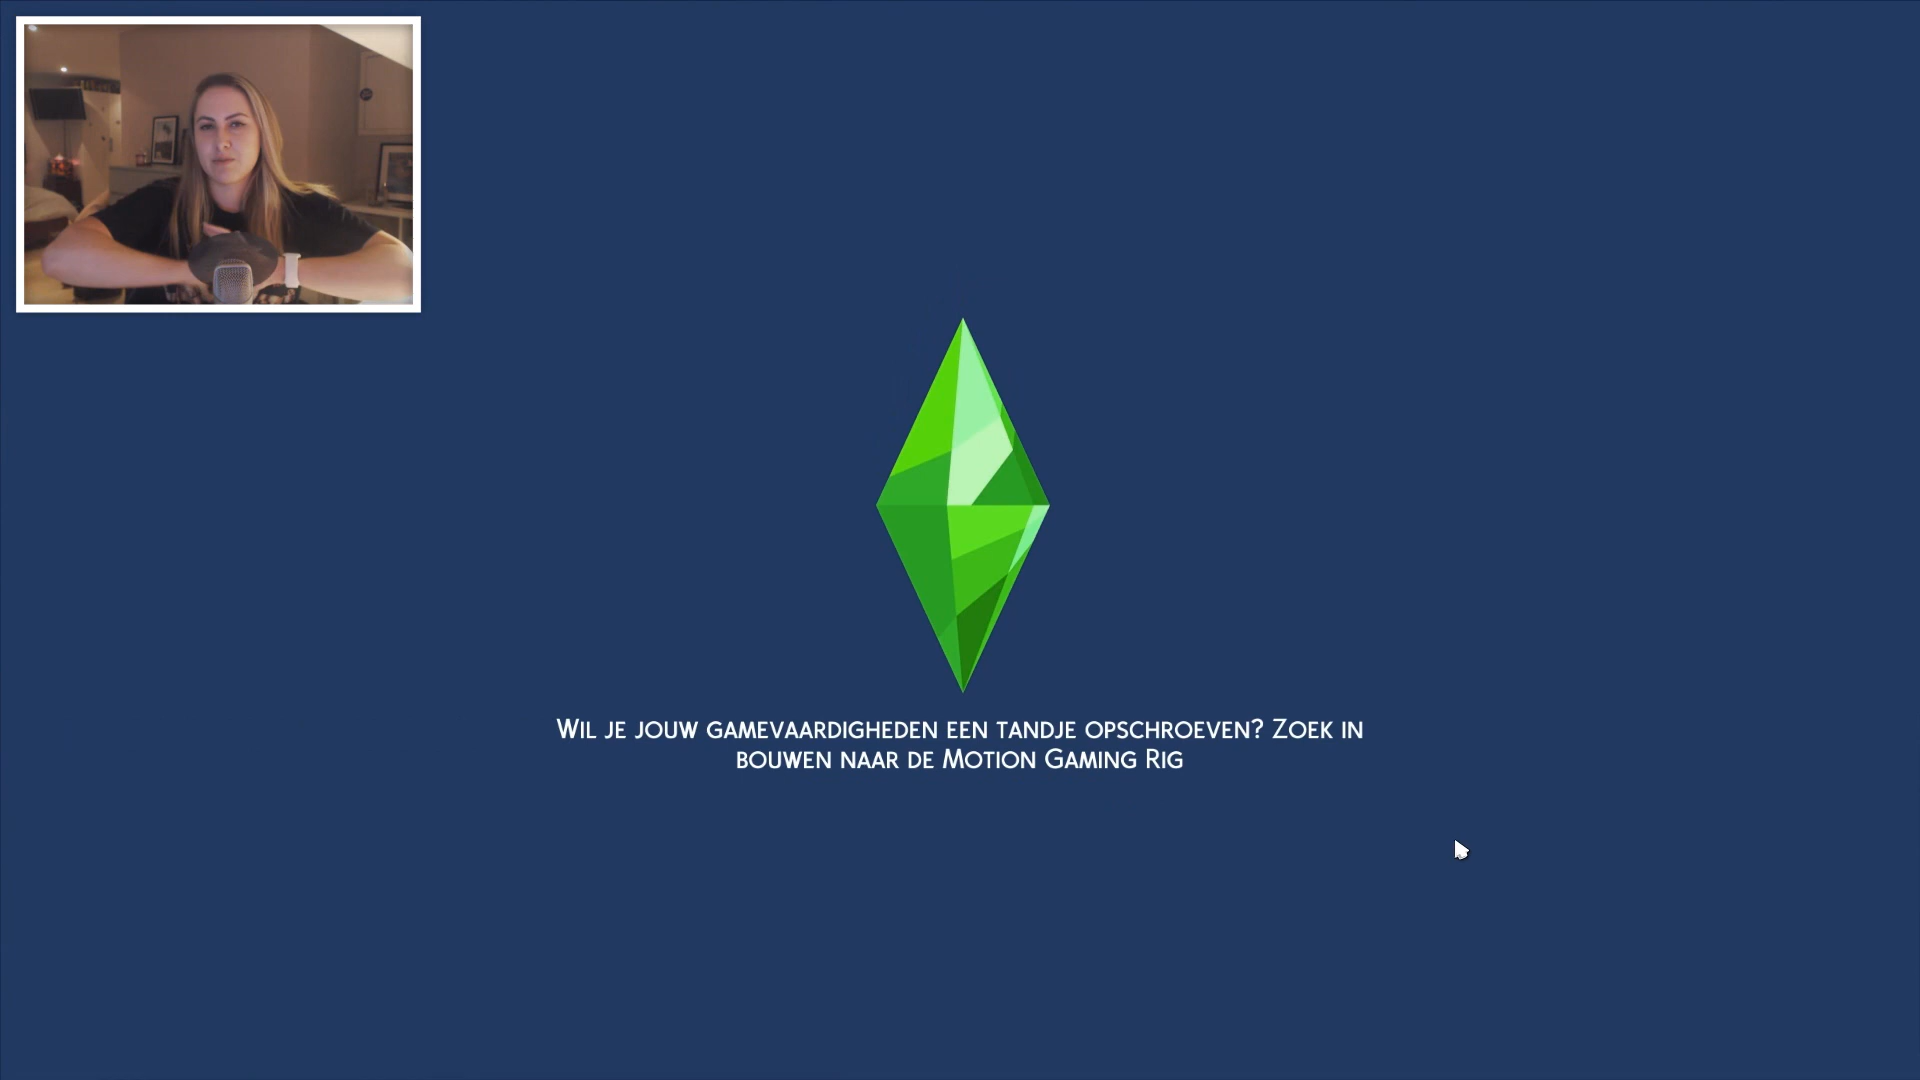 Wil je jouw gamevaardigheden een tandje opschroeven? Zoek in
bouwen naar de Motion Gaming Rig